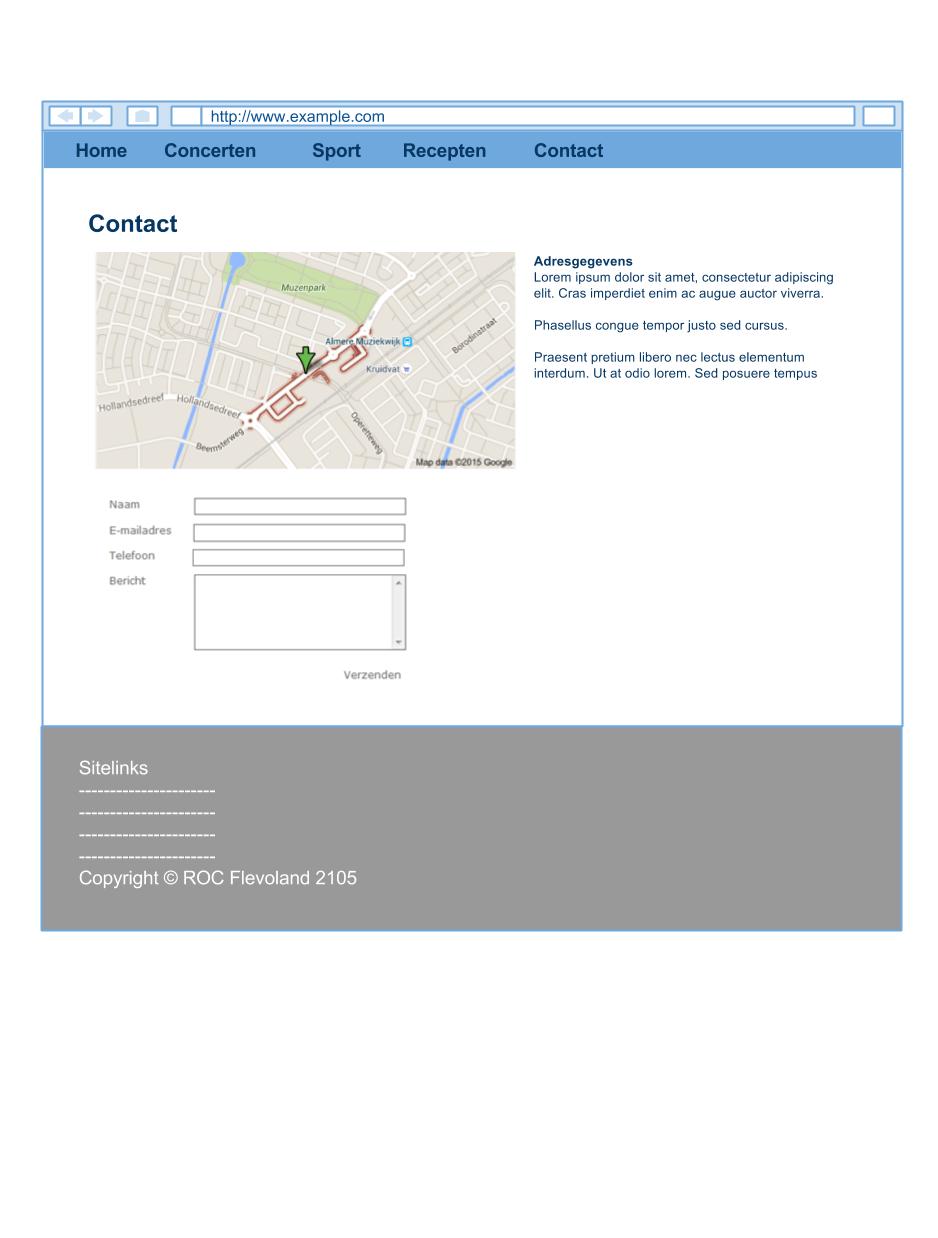 http://www.example.com
Home Concerten Sport Recepten Contact
Contact
Muzenpark
Almere Muziekwijk
Kruidvat
Borodinstraat
Hollandsedreef
Hollandsedreef
Beemsterweg
Operetteweg
Map data ©2015 Google
Adresgegevens
Lorem ipsum dolor sit amet, consectetur adipiscing
elit. Cras imperdiet enim ac augue auctor viverra.
Phasellus congue tempor justo sed cursus.
Praesent pretium libero nec lectus elementum
interdum. Ut at odio lorem. Sed posuere tempus
Naam
E-mailadres
Telefoon
Bericht
Verzenden
Sitelinks
----------------------
----------------------
----------------------
----------------------
Copyright © ROC Flevoland 2105